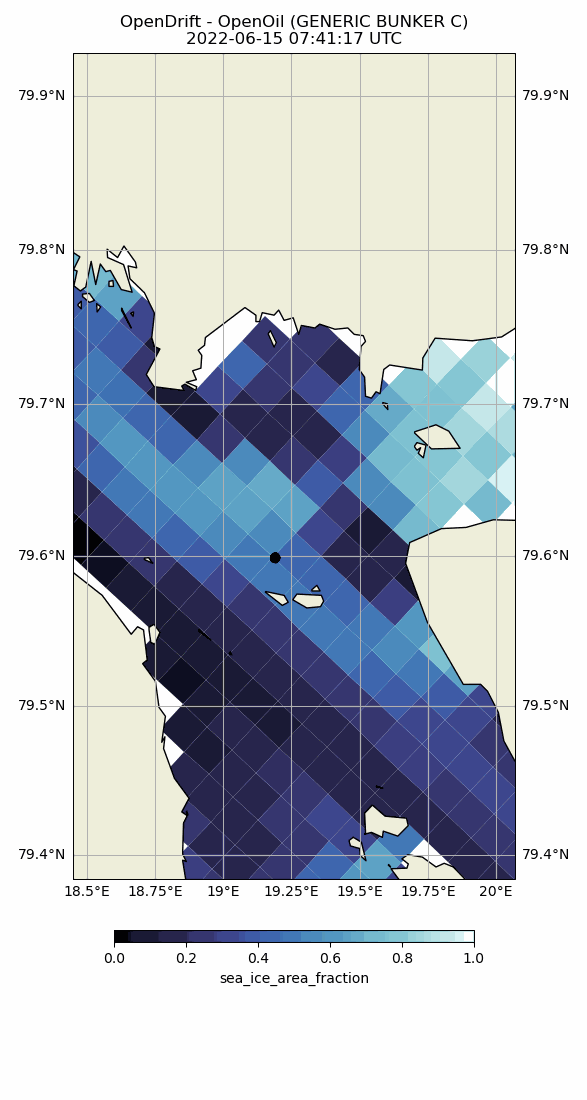 OpenDrift - OpenOil (GENERIC BUNKER C)
2022-06-15 07:41:17 UTC
79.9°N 79.9°N
79.8°N 79.8°N
79.7°N 79.7°N
79.6°N 79.6°N
79.5°N 79.5°N
79.4°N 79.4°N
18.5°E 18.75°E 19°E 19.25°E 19.5°E 19.75°E 20°E
0.0 0.2 0.4 0.6 0.8 1.0
sea_ice_area_fraction